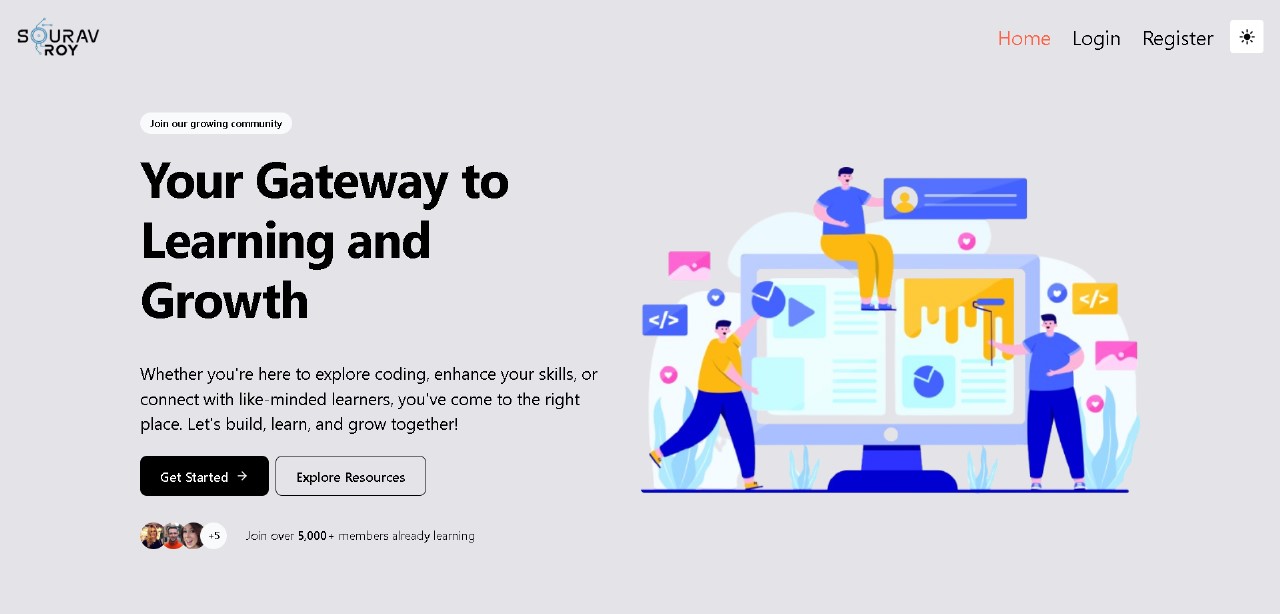 SOURAV
ROY
Home Login Register
Join our growing community
Your Gateway to
Learning and
Growth
Whether you're here to explore coding, enhance your skills, or
connect with like-minded learners, you've come to the right
place. Let's build, learn, and grow together!
Get Started → Explore Resources
+5 Join over 5,000+ members already learning
</>
</>